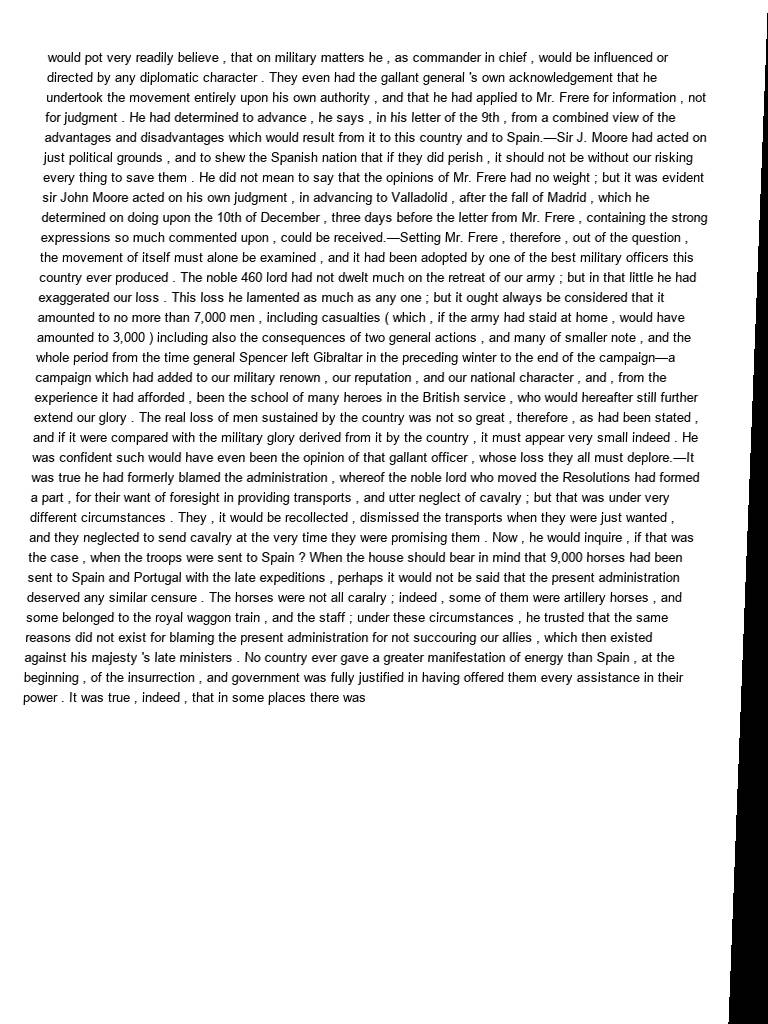 would pot very readily believe , that on military matters he , as commander in chief , would be influenced or
directed by any diplomatic character . They even had the gallant general 's own acknowledgement that he
undertook the movement entirely upon his own authority , and that he had applied to Mr. Frere for information , not
for judgment . He had determined to advance , he says , in his letter of the 9th , from a combined view of the
advantages and disadvantages which would result from it to this country and to Spain.—Sir J. Moore had acted on
just political grounds , and to shew the Spanish nation that if they did perish , it should not be without our risking
every thing to save them . He did not mean to say that the opinions of Mr. Frere had no weight ; but it was evident
sir John Moore acted on his own judgment , in advancing to Valladolid , after the fall of Madrid , which he
determined on doing upon the 10th of December , three days before the letter from Mr. Frere , containing the strong
expressions so much commented upon , could be received.—Setting Mr. Frere , therefore , out of the question ,
the movement of itself must alone be examined , and it had been adopted by one of the best military officers this
country ever produced . The noble 460 lord had not dwelt much on the retreat of our army ; but in that little he had
exaggerated our loss . This loss he lamented as much as any one ; but it ought always be considered that it
amounted to no more than 7,000 men , including casualties ( which , if the army had staid at home , would have
amounted to 3,000 ) including also the consequences of two general actions , and many of smaller note , and the
whole period from the time general Spencer left Gibraltar in the preceding winter to the end of the campaign—a
campaign which had added to our military renown , our reputation , and our national character , and , from the
experience it had afforded , been the school of many heroes in the British service , who would hereafter still further
extend our glory . The real loss of men sustained by the country was not so great , therefore , as had been stated ,
and if it were compared with the military glory derived from it by the country , it must appear very small indeed . He
was confident such would have even been the opinion of that gallant officer , whose loss they all must deplore.—It
was true he had formerly blamed the administration , whereof the noble lord who moved the Resolutions had formed
a part , for their want of foresight in providing transports , and utter neglect of cavalry ; but that was under very
different circumstances . They , it would be recollected , dismissed the transports when they were just wanted ,
and they neglected to send cavalry at the very time they were promising them . Now , he would inquire , if that was
the case , when the troops were sent to Spain ? When the house should bear in mind that 9,000 horses had been
sent to Spain and Portugal with the late expeditions , perhaps it would not be said that the present administration
deserved any similar censure . The horses were not all caralry ; indeed , some of them were artillery horses , and
some belonged to the royal waggon train , and the staff ; under these circumstances , he trusted that the same
reasons did not exist for blaming the present administration for not succouring our allies , which then existed
against his majesty 's late ministers . No country ever gave a greater manifestation of energy than Spain , at the
beginning , of the insurrection , and government was fully justified in having offered them every assistance in their
power . It was true , indeed , that in some places there was